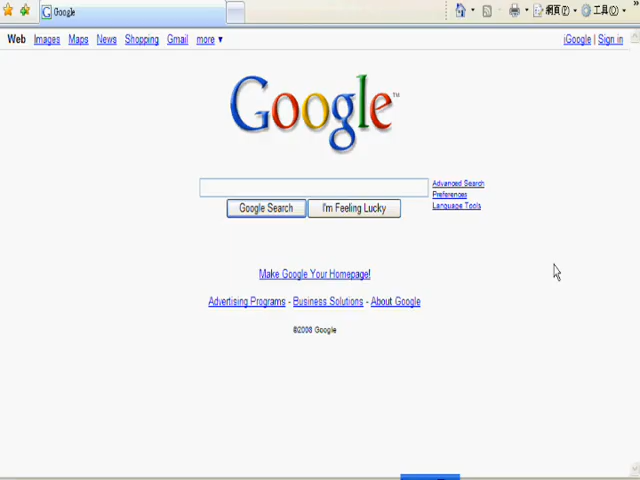 Google
網頁(P) 工具(O)
Web Images Maps News Shopping Gmail more ▼ iGoogle | Sign in
Google™
Advanced Search
Preferences
Language Tools
Google Search I'm Feeling Lucky
Make Google Your Homepage!
Advertising Programs - Business Solutions - About Google
©2008 Google